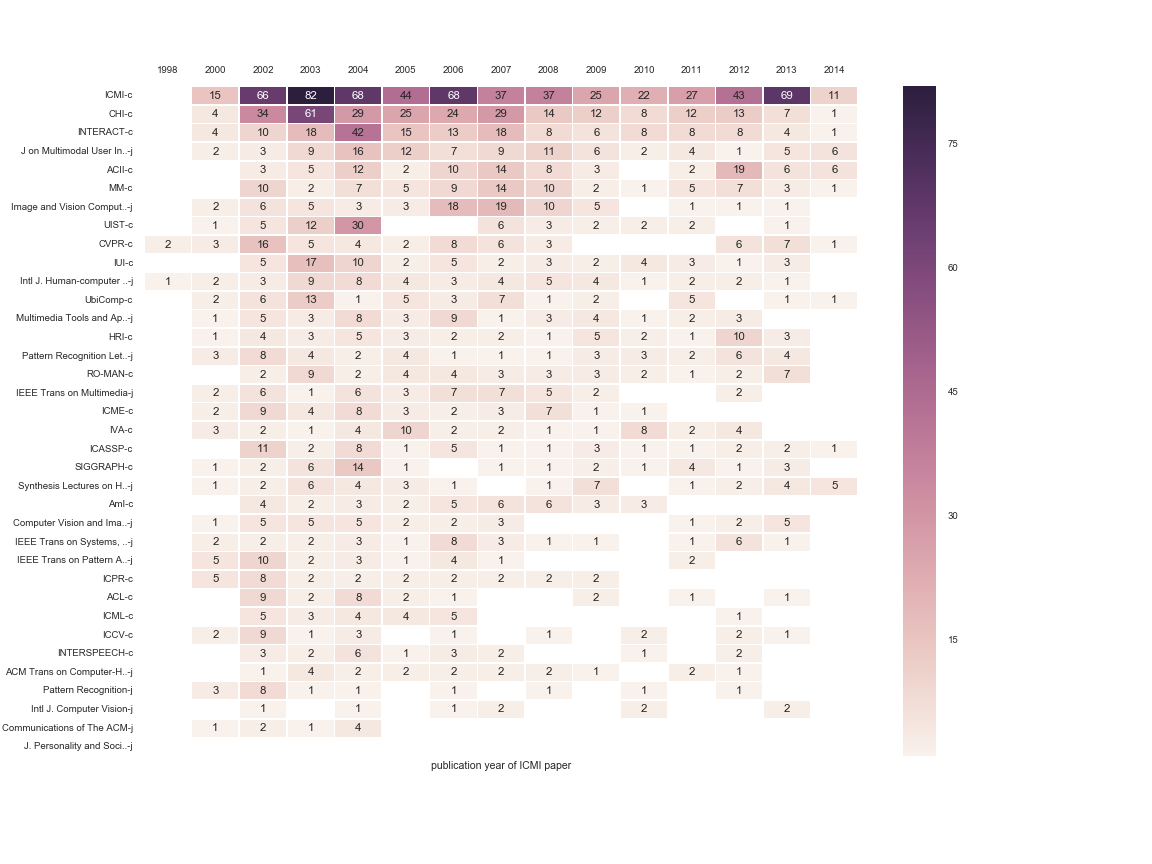 1998 2000 2002 2003 2004 2005 2006 2007 2008 2009 2010 2011 2012 2013 2014
ICMI-c 15 66 82 68 44 68 37 37 25 22 27 43 69 11
CHI-c 4 34 61 29 25 24 29 14 12 8 12 13 7 1
75
INTERACT-c 4 10 18 42 15 13 18 8 6 8 8 8 4 1
J on Multimodal User In..-j 2 3 9 16 12 7 9 11 6 2 4 1 5 6
ACII-c 3 5 12 2 10 14 8 3 2 19 6 6
MM-c 10 2 7 5 9 14 10 2 1 5 7 3 1
Image and Vision Comput..-j 2 6 5 3 3 18 19 10 5 1 1 1
UIST-c 1 5 12 30 6 3 2 2 2 1
CVPR-c 2 3 16 5 4 2 8 6 3 6 7 1
IUI-c 5 17 10 2 5 2 3 2 4 3 1 3
60
Intl J. Human-computer ..-j 1 2 3 9 8 4 3 4 5 4 1 2 2 1
UbiComp-c 2 6 13 1 5 3 7 1 2 5 1 1
Multimedia Tools and Ap..-j 1 5 3 8 3 9 1 3 4 1 2 3
HRI-c 1 4 3 5 3 2 2 1 5 2 1 10 3
Pattern Recognition Let..-j 3 8 4 2 4 1 1 1 3 3 2 6 4
RO-MAN-c 2 9 2 4 4 3 3 3 2 1 2 7
IEEE Trans on Multimedia-j 2 6 1 6 3 7 7 5 2 2
45
ICME-c 2 9 4 8 3 2 3 7 1 1
IVA-c 3 2 1 4 10 2 2 1 1 8 2 4
ICASSP-c 11 2 8 1 5 1 1 3 1 1 2 2 1
SIGGRAPH-c 1 2 6 14 1 1 1 2 1 4 1 3
Synthesis Lectures on H..-j 1 2 6 4 3 1 1 7 1 2 4 5
AmI-c 4 2 3 2 5 6 6 3 3
30
Computer Vision and Ima..-j 1 5 5 5 2 2 3 1 2 5
IEEE Trans on Systems, ..-j 2 2 2 3 1 8 3 1 1 1 6 1
IEEE Trans on Pattern A..-j 5 10 2 3 1 4 1 2
ICPR-c 5 8 2 2 2 2 2 2 2
ACL-c 9 2 8 2 1 2 1 1
ICML-c 5 3 4 4 5 1
ICCV-c 2 9 1 3 1 1 2 2 1
15
INTERSPEECH-c 3 2 6 1 3 2 1 2
ACM Trans on Computer-H..-j 1 4 2 2 2 2 2 1 2 1
Pattern Recognition-j 3 8 1 1 1 1 1 1
Intl J. Computer Vision-j 1 1 1 2 2 2
Communications of The ACM-j 1 2 1 4
J. Personality and Soci..-j
publication year of ICMI paper